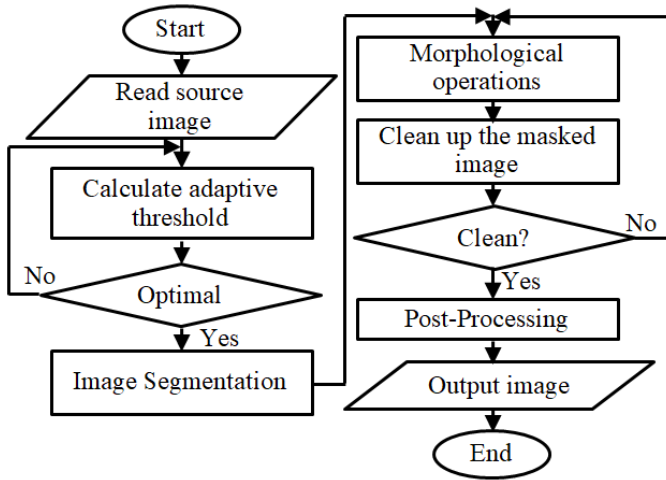 Start
Read source
image
Calculate adaptive
threshold
No
Optimal
Yes
Image Segmentation
Morphological
operations
Clean up the masked
image
Clean?
No
Yes
Post-Processing
Output image
End